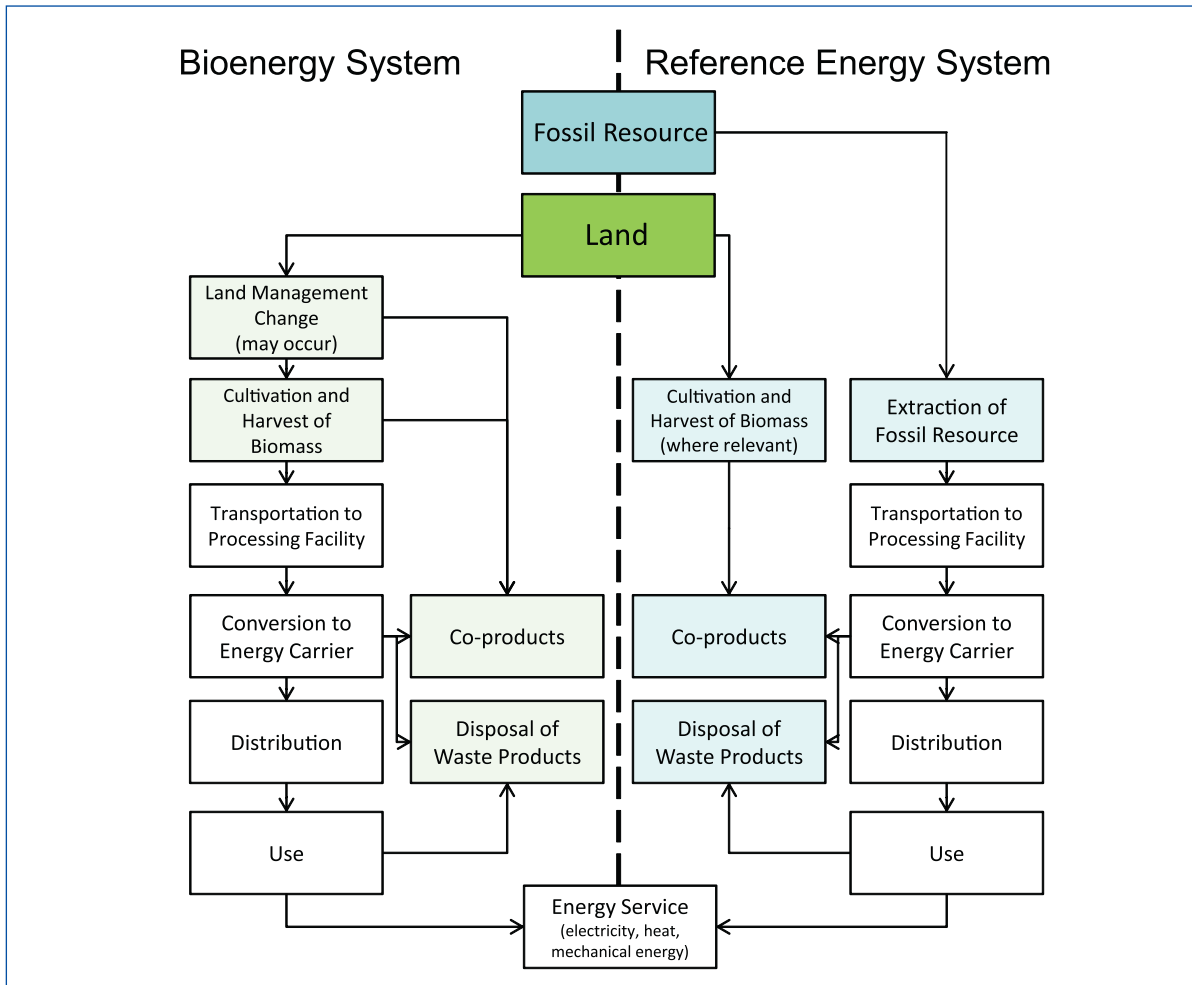 Bioenergy System
Reference Energy System
Fossil Resource
Land
Land Management
Change
(may occur)
Cultivation and
Harvest of
Biomass
Transportation to
Processing Facility
Conversion to
Energy Carrier
Distribution
Use
Co-products
Disposal of
Waste Products
Cultivation and
Harvest of Biomass
(where relevant)
Co-products
Disposal of
Waste Products
Extraction of
Fossil Resource
Transportation to
Processing Facility
Conversion to
Energy Carrier
Distribution
Use
Energy Service
(electricity, heat,
mechanical energy)